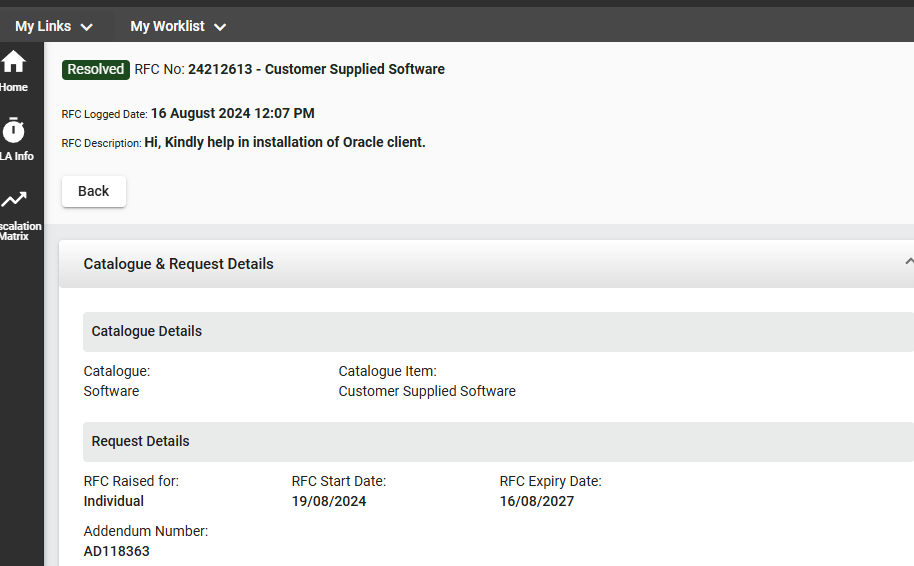 My Links
My Worklist
Home
LA Info
scalation
Matrix
Resolved RFC No: 24212613 - Customer Supplied Software
RFC Logged Date: 16 August 2024 12:07 PM
RFC Description: Hi, Kindly help in installation of Oracle client.
Back
Catalogue & Request Details
Catalogue Details
Catalogue:
Software
Catalogue Item:
Customer Supplied Software
Request Details
RFC Raised for:
Individual
RFC Start Date:
19/08/2024
RFC Expiry Date:
16/08/2027
Addendum Number:
AD118363